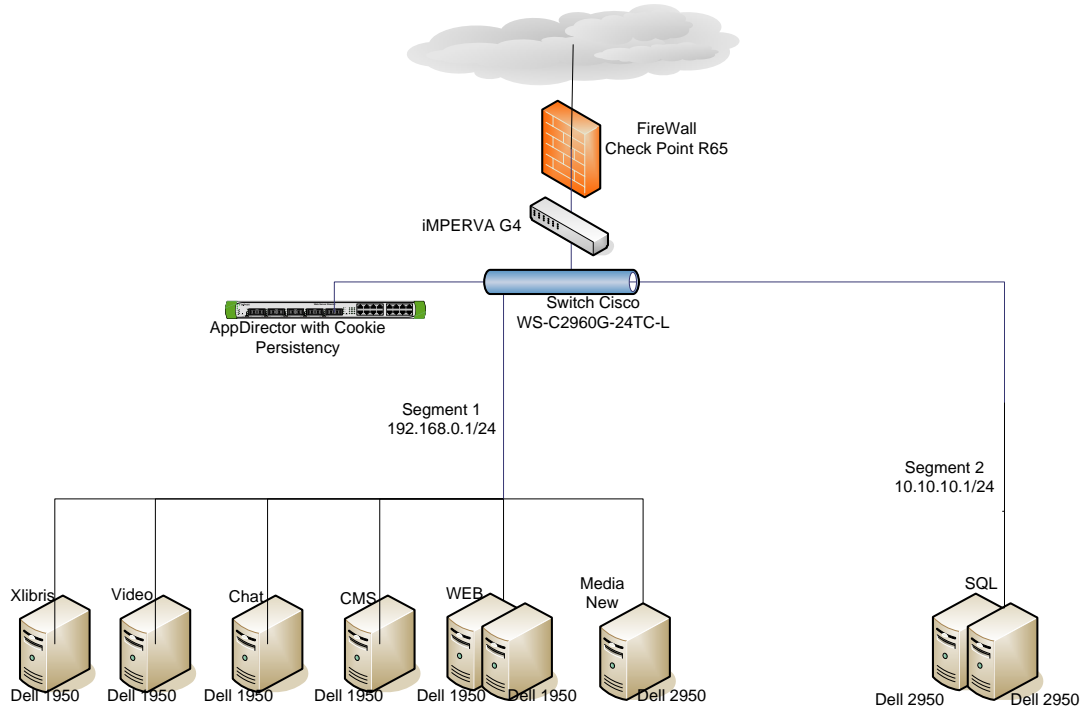 FireWall
Check Point R65
iMPERVA G4
Switch Cisco
WS-C2960G-24TC-L
AppDirector with Cookie
Persistency
Segment 1
192.168.0.1/24
Segment 2
10.10.10.1/24
Xlibris
Video
Chat
CMS
WEB
Media
New
SQL
Dell 1950
Dell 1950
Dell 1950
Dell 1950
Dell 1950
Dell 1950
Dell 2950
Dell 2950
Dell 2950